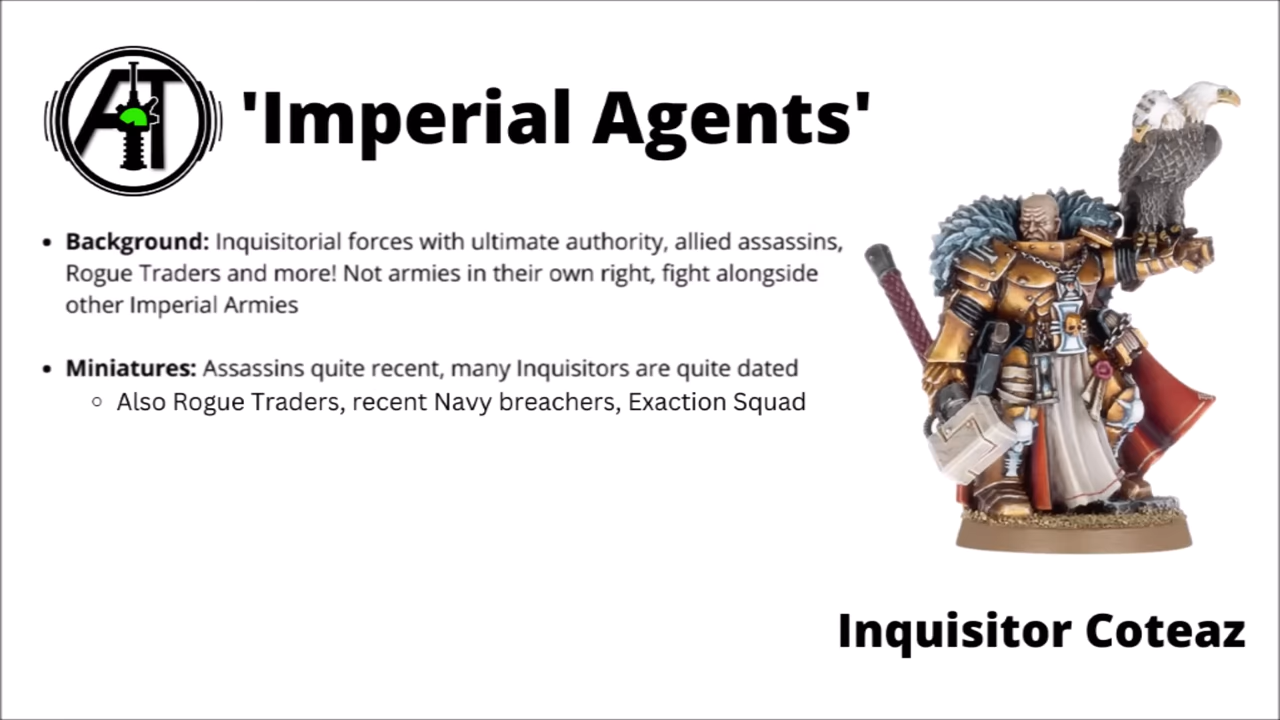 AT
'Imperial Agents'
• Background: Inquisitorial forces with ultimate authority, allied assassins,
Rogue Traders and more! Not armies in their own right, fight alongside
other Imperial Armies
• Miniatures: Assassins quite recent, many Inquisitors are quite dated
○ Also Rogue Traders, recent Navy breachers, Exaction Squad
Inquisitor Coteaz